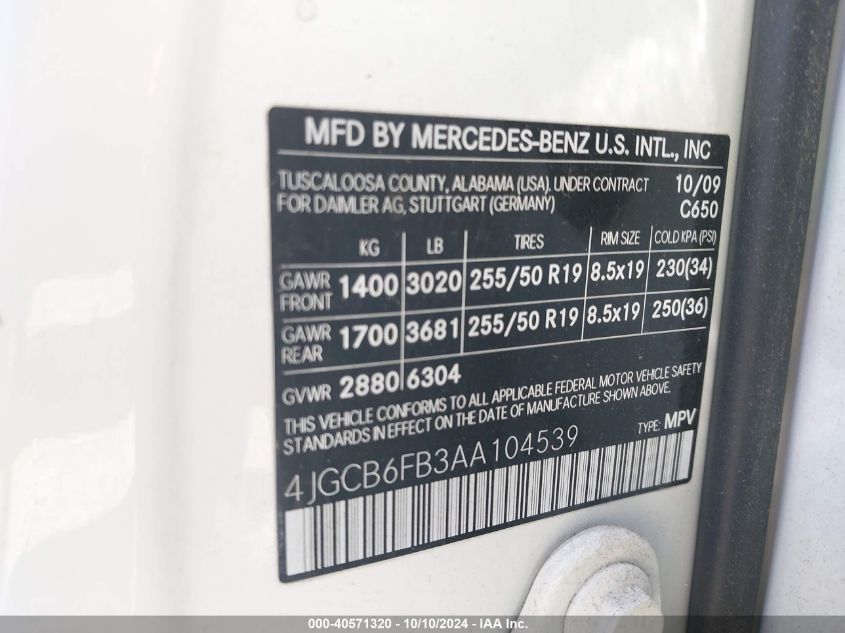 MFD BY MERCEDES-BENZ U.S. INTL., INC
TUSCALOOSA COUNTY, ALABAMA (USA). UNDER CONTRACT 10/09
FOR DAIMLER AG, STUTTGART (GERMANY) C650
KG LB TIRES RIM SIZE COLD KPA (PSI)
GAWR FRONT 1400 3020 255/50 R19 8.5x19 230(34)
GAWR REAR 1700 3681 255/50 R19 8.5x19 250(36)
GVWR 2880 6304
THIS VEHICLE CONFORMS TO ALL APPLICABLE FEDERAL MOTOR VEHICLE SAFETY
STANDARDS IN EFFECT ON THE DATE OF MANUFACTURE SHOWN ABOVE.
TYPE: MPV
4JGCB6FB3AA104539
000-40571320 - 10/10/2024 - IAAI.COM